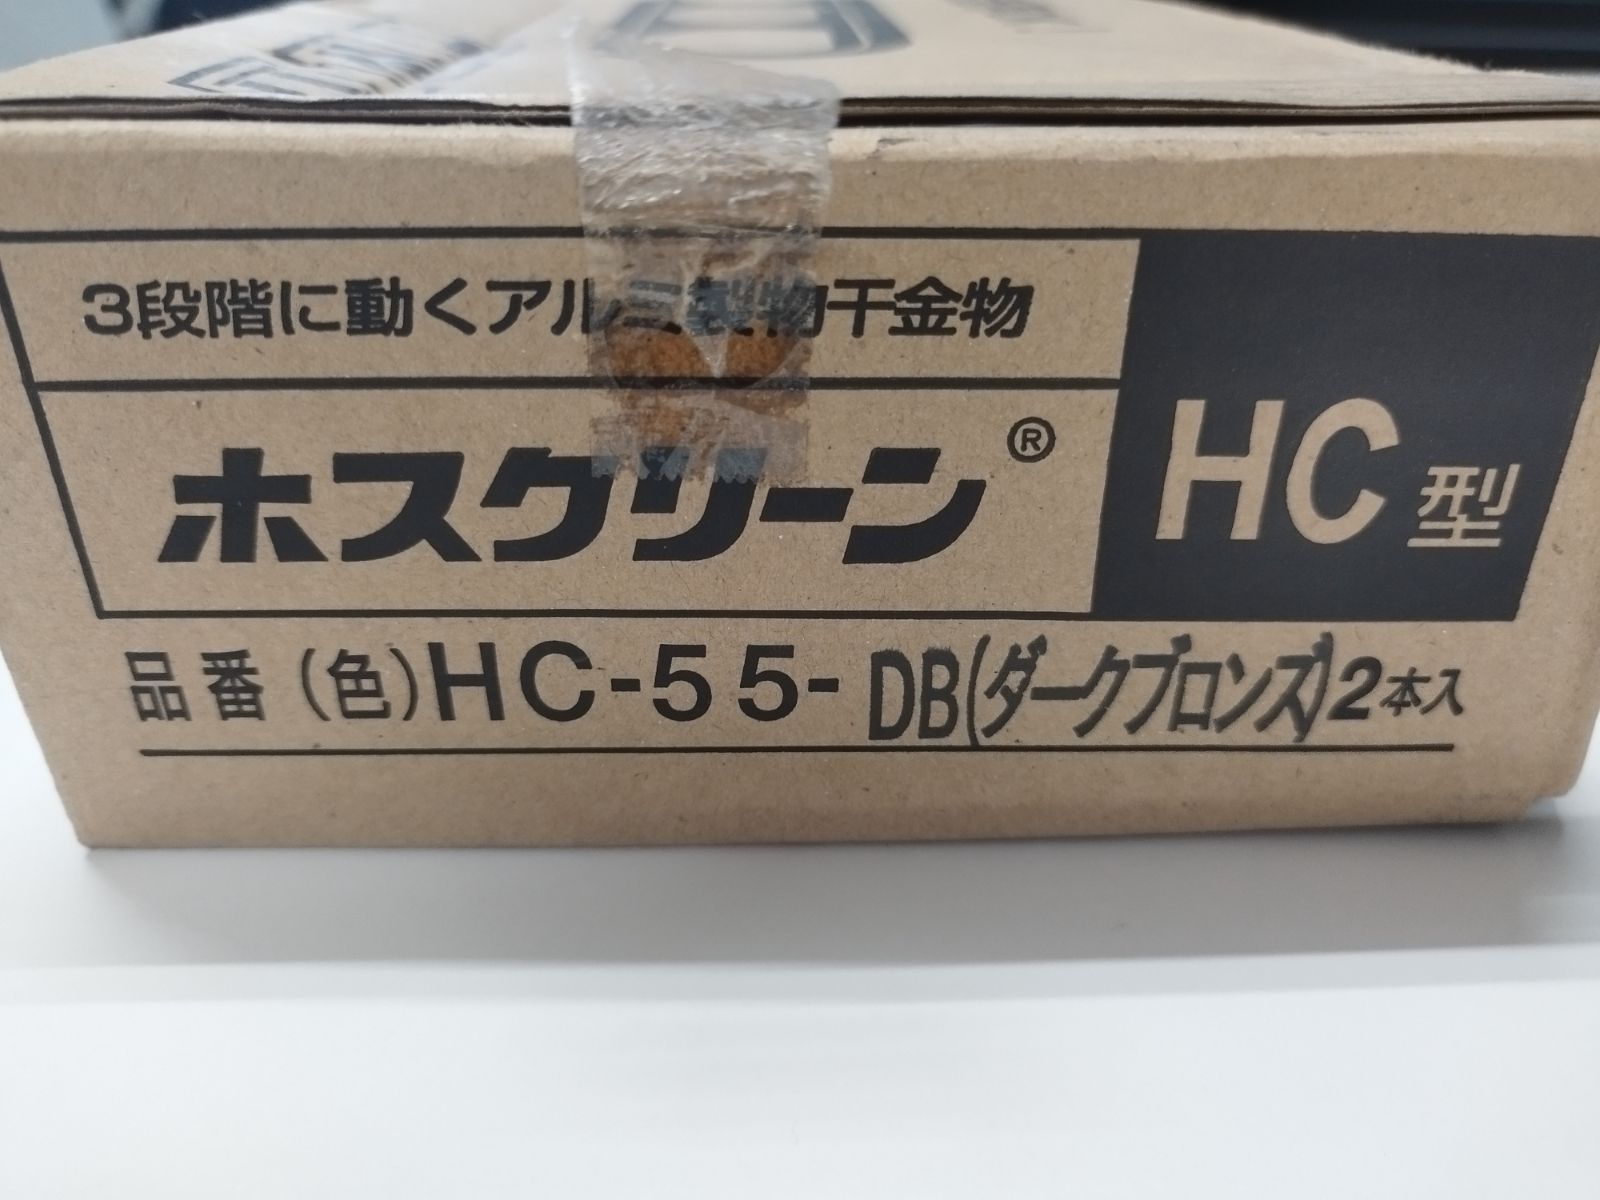 3段階に動くアルミ製物干金物
ホスクリーン®
HC型
品番(色)HC-55-DB(ダークブロンズ)2本入